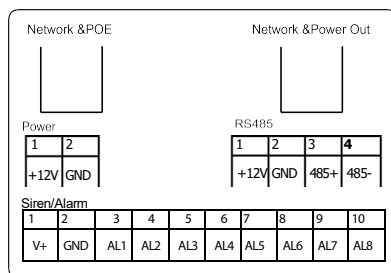 Network &POE Network &Power Out
Power RS485
1 2 1 2 3 4
+12V GND +12V GND 485+ 485-
Siren/Alarm
1 2 3 4 5 6 7 8 9 10
V+ GND AL1 AL2 AL3 AL4 AL5 AL6 AL7 AL8